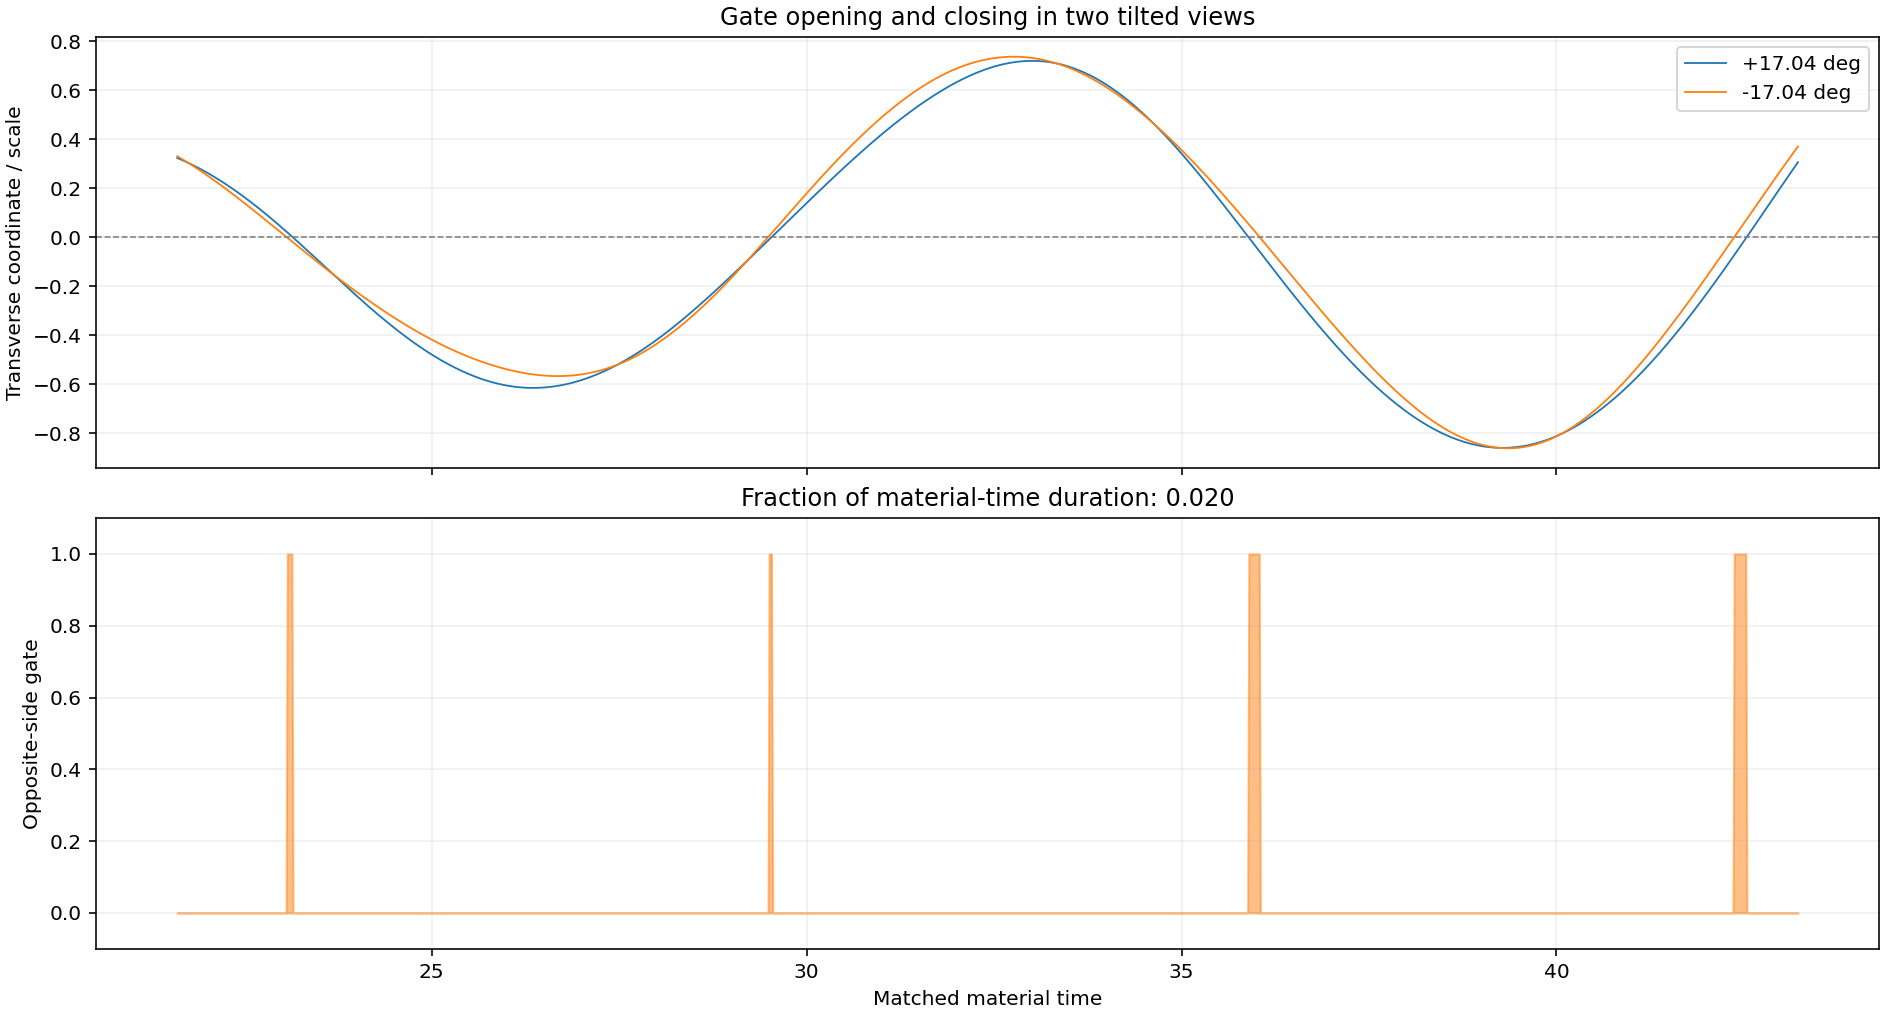 Gate opening and closing in two tilted views
Transverse coordinate / scale
0.8
0.6
0.4
0.2
0.0
−0.2
−0.4
−0.6
−0.8
+17.04 deg
-17.04 deg
Fraction of material-time duration: 0.020
Opposite-side gate
1.0
0.8
0.6
0.4
0.2
0.0
25
30
35
40
Matched material time